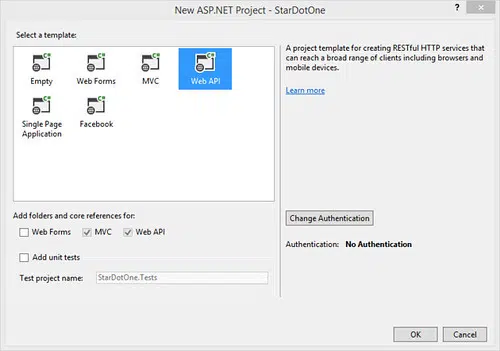 New ASP.NET Project - StarDotOne
?
Select a template:
Empty
Web Forms
MVC
Web API
Single Page
Application
Facebook
A project template for creating RESTful HTTP services that
can reach a broad range of clients including browsers and
mobile devices.
Learn more
Add folders and core references for:
Web Forms
MVC
Web API
Add unit tests
Test project name:
StarDotOne.Tests
Change Authentication
Authentication: No Authentication
OK
Cancel